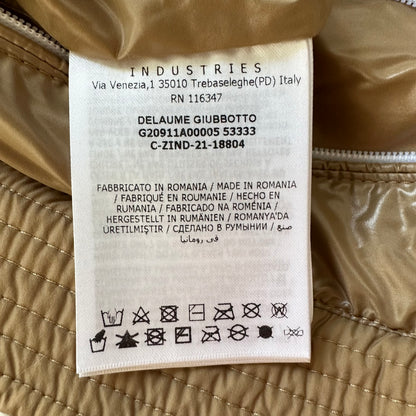 INDUSTRIES
Via Venezia,1 35010 Trebaseleghe(PD) Italy
RN 116347
DELAUME GIUBBOTTO
G20911A00005 53333
C-ZIND-21-18804
FABBRICATO IN ROMANIA / MADE IN ROMANIA
/ FABRIQUÉ EN ROUMANIE / HECHO EN
RUMANIA / FABRICADO NA ROMÉNIA /
HERGESTELLT IN RUMÄNIEN / ROMANYA'DA
URETILMIŞTIR / СДЕЛАНО В РУМЫНИИ / صنع
في رومانيا